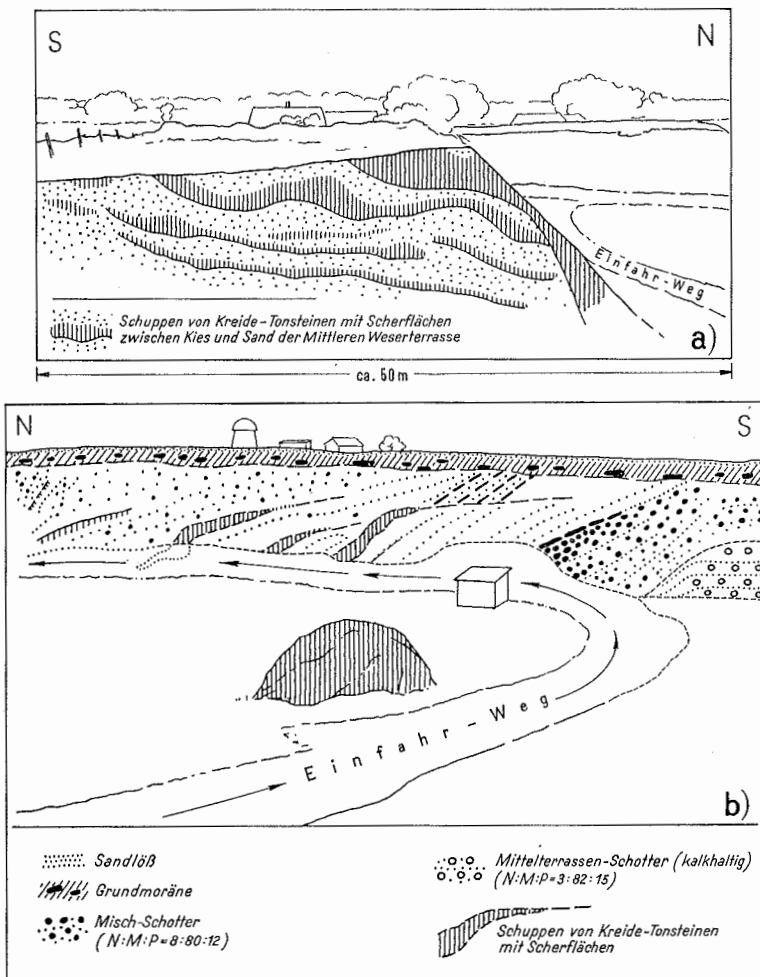 S
N
Einfahr-Weg
Schuppen von Kreide-Tonsteinen mit Scherflächen
zwischen Kies und Sand der Mittleren Weserterrasse
a)
ca. 50 m
N
S
Einfahr-Weg
b)
Sandlöß
Grundmoräne
Misch-Schotter
(N:M:P=8:80:12)
Mittelterrassen-Schotter (kalkhaltig)
(N:M:P=3:82:15)
Schuppen von Kreide-Tonsteinen
mit Scherflächen